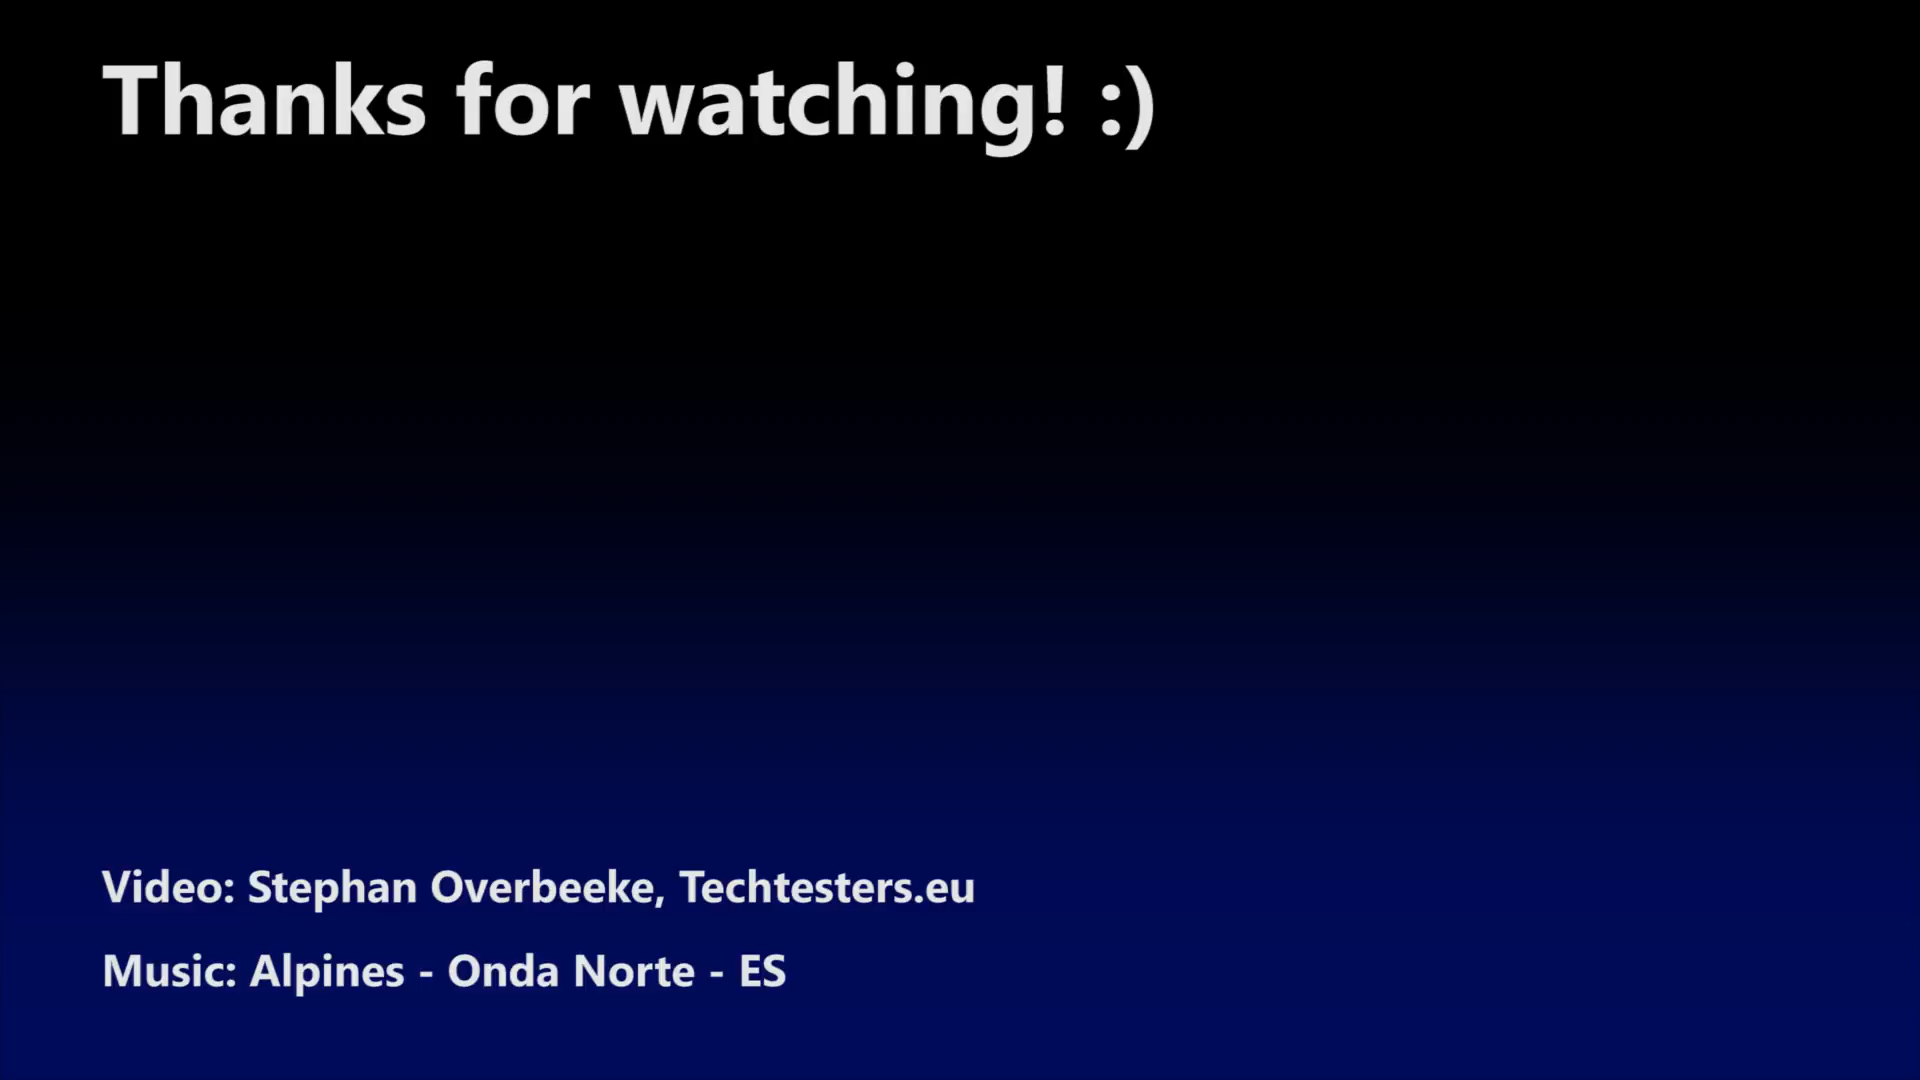 Thanks for watching! :)
Video: Stephan Overbeeke, Techtesters.eu
Music: Alpines - Onda Norte - ES